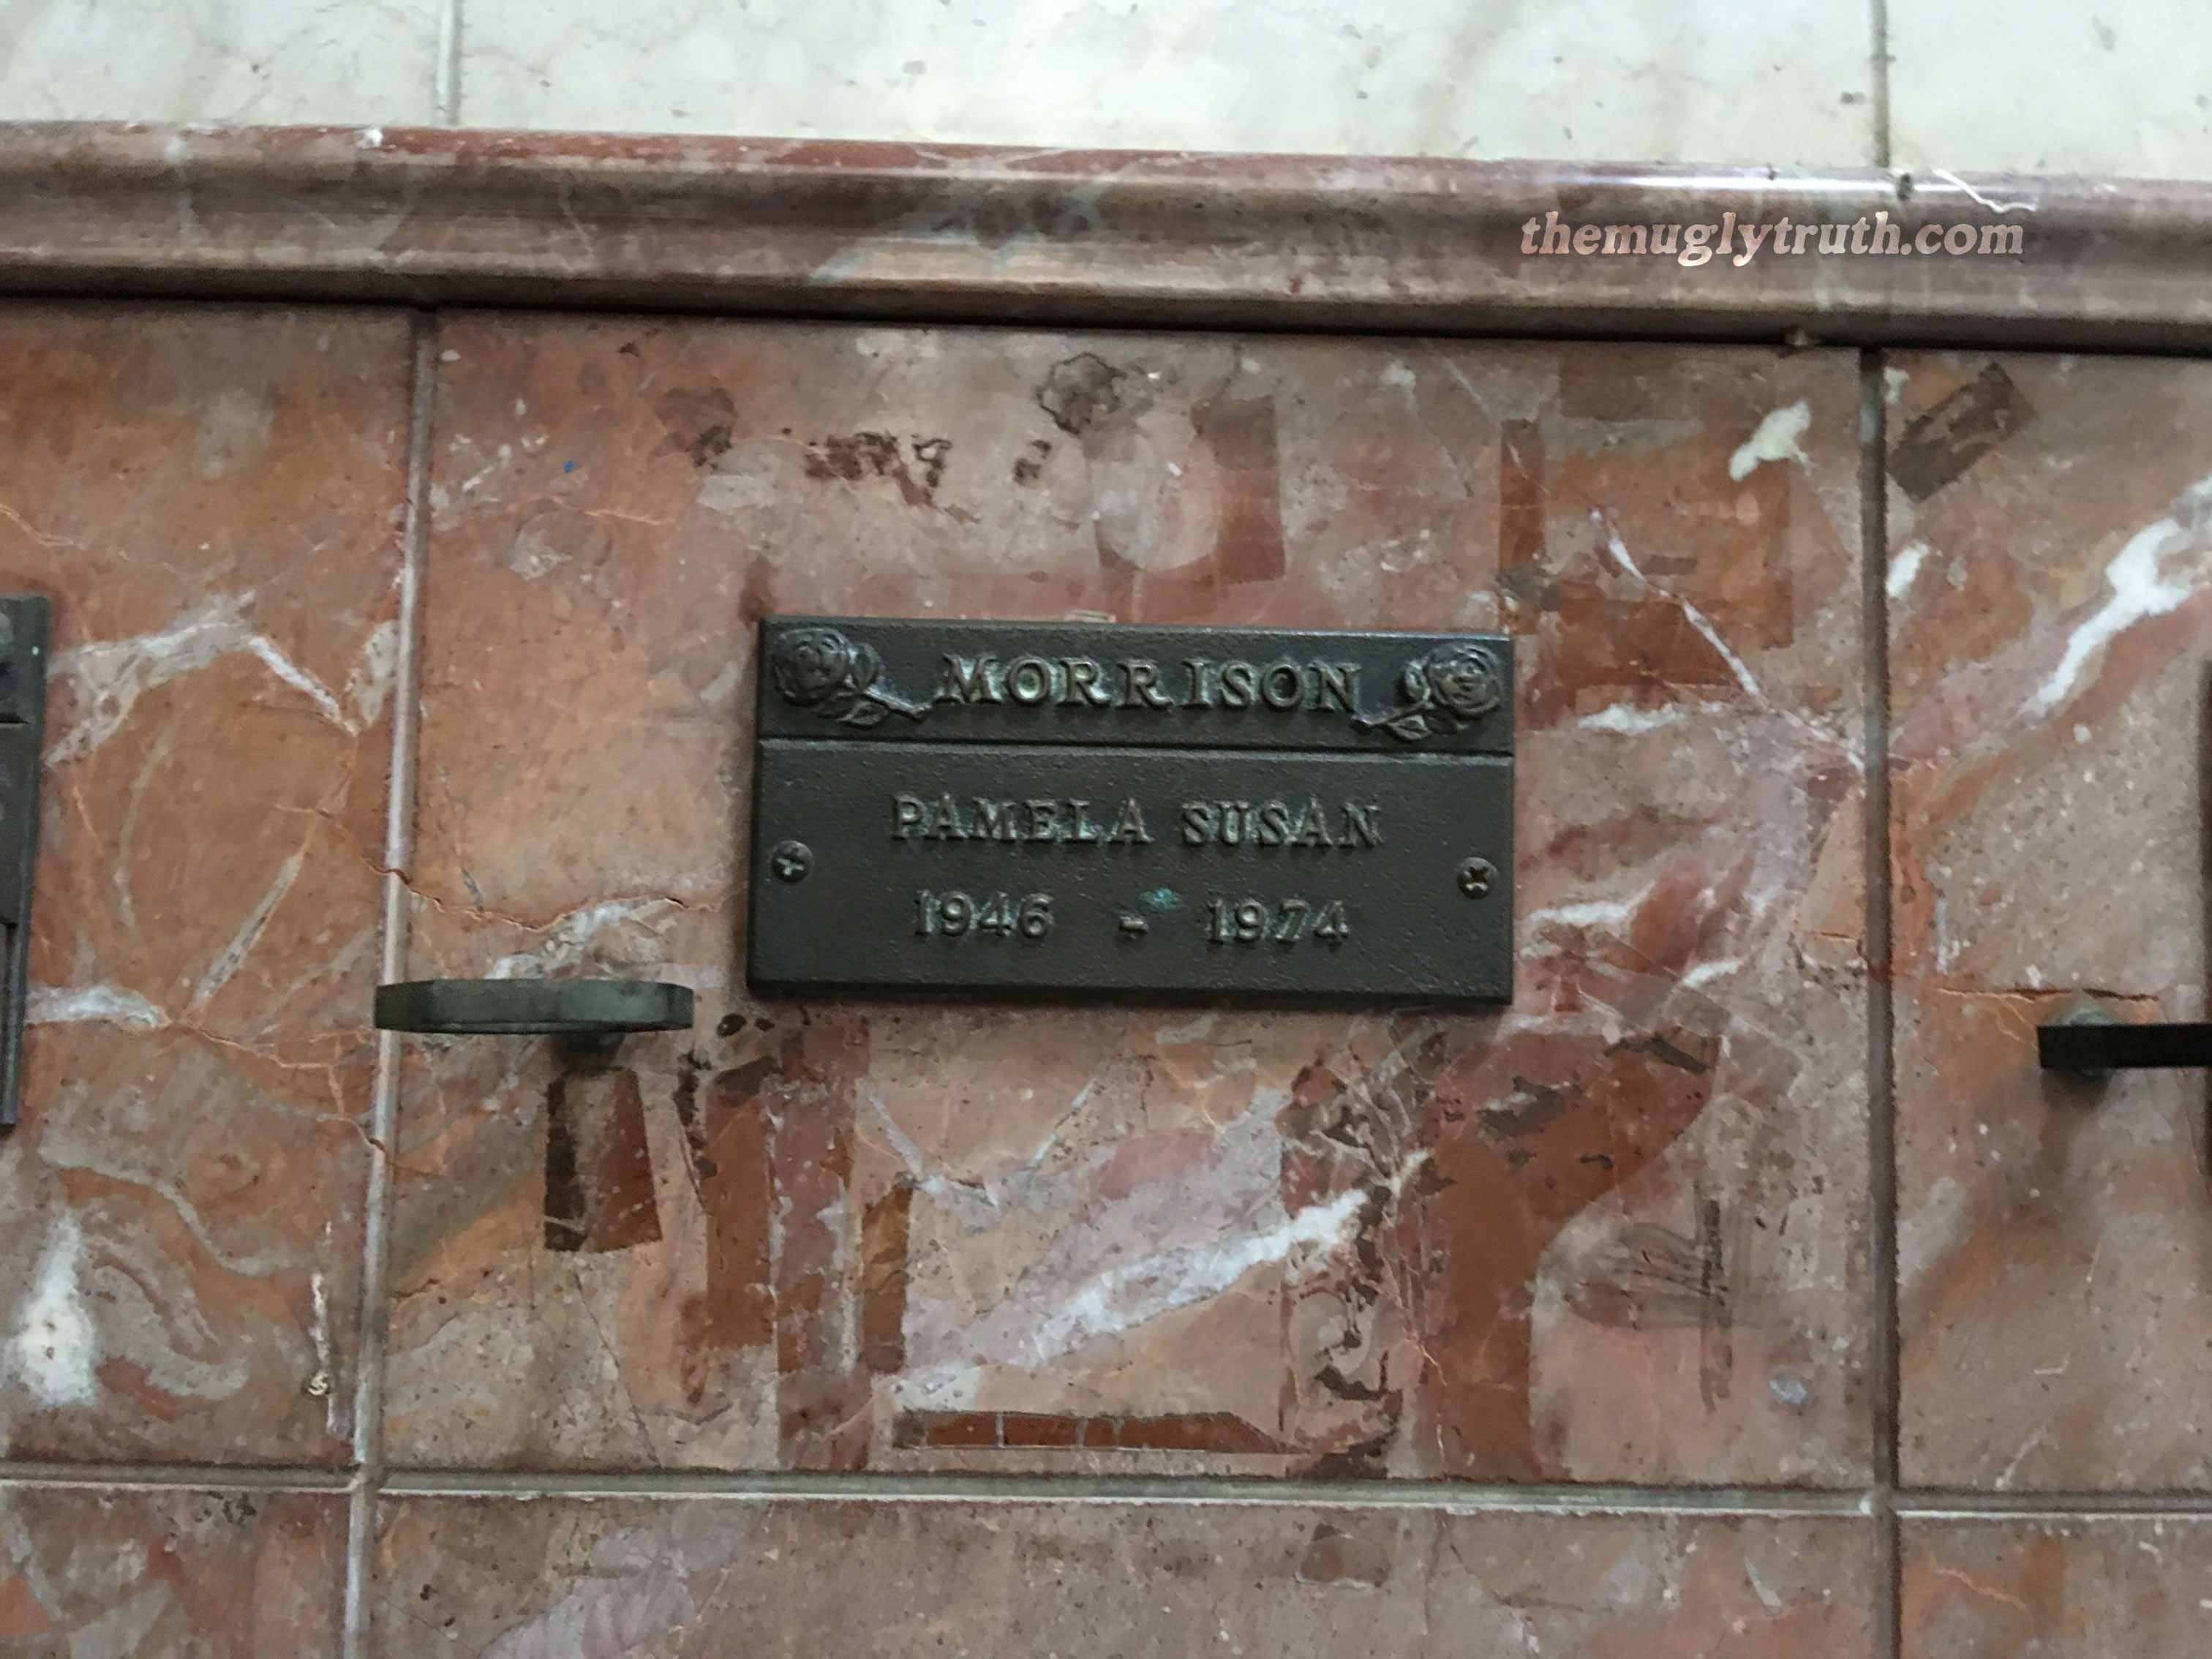 themuglytruth.com
MORRISON
PAMELA SUSAN
1946 - 1974